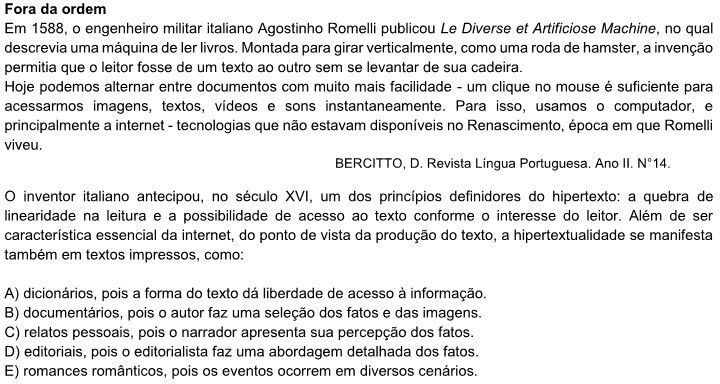 Fora da ordem
Em 1588, o engenheiro militar italiano Agostinho Romelli publicou Le Diverse et Artificiose Machine, no qual
descrevia uma máquina de ler livros. Montada para girar verticalmente, como uma roda de hamster, a invenção
permitia que o leitor fosse de um texto ao outro sem se levantar de sua cadeira.
Hoje podemos alternar entre documentos com muito mais facilidade - um clique no mouse é suficiente para
acessarmos imagens, textos, vídeos e sons instantaneamente. Para isso, usamos o computador, e
principalmente a internet - tecnologias que não estavam disponíveis no Renascimento, época em que Romelli
viveu.
BERCITTO, D. Revista Língua Portuguesa. Ano II. N°14.
O inventor italiano antecipou, no século XVI, um dos princípios definidores do hipertexto: a quebra de
linearidade na leitura e a possibilidade de acesso ao texto conforme o interesse do leitor. Além de ser
característica essencial da internet, do ponto de vista da produção do texto, a hipertextualidade se manifesta
também em textos impressos, como:
A) dicionários, pois a forma do texto dá liberdade de acesso à informação.
B) documentários, pois o autor faz uma seleção dos fatos e das imagens.
C) relatos pessoais, pois o narrador apresenta sua percepção dos fatos.
D) editoriais, pois o editorialista faz uma abordagem detalhada dos fatos.
E) romances românticos, pois os eventos ocorrem em diversos cenários.